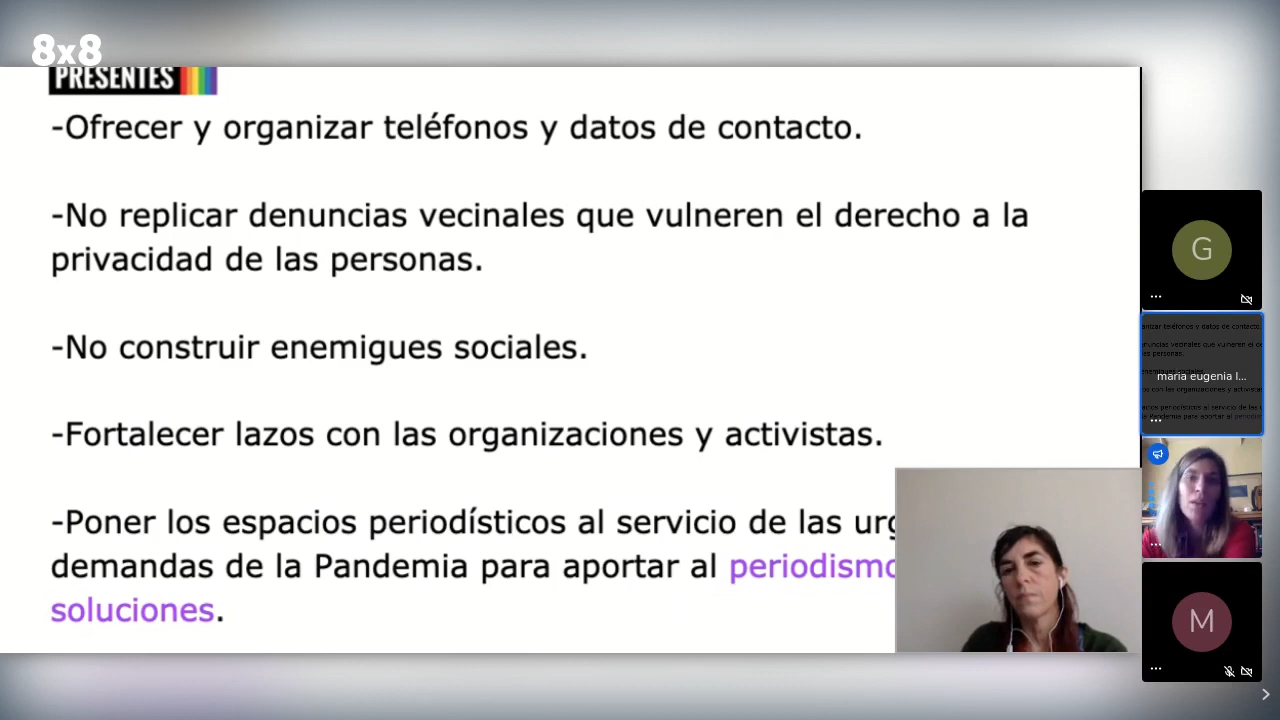 8x8
PRESENTES
-Ofrecer y organizar teléfonos y datos de contacto.
-No replicar denuncias vecinales que vulneren el derecho a la
privacidad de las personas.
-No construir enemigues sociales.
-Fortalecer lazos con las organizaciones y activistas.
-Poner los espacios periodísticos al servicio de las
demandas de la Pandemia para aportar al periodismo
soluciones.
G
maria eugenia l...
M